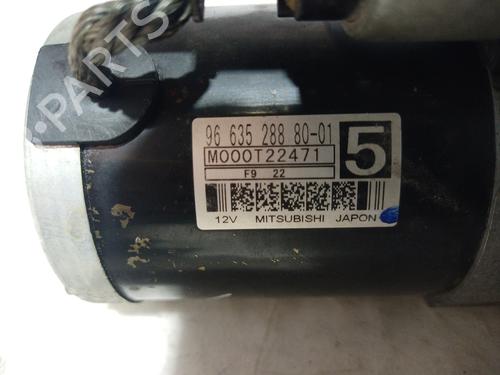 96 635 288 80-01
M000T22471
5
F9 22
12V MITSUBISHI JAPON
PARTS